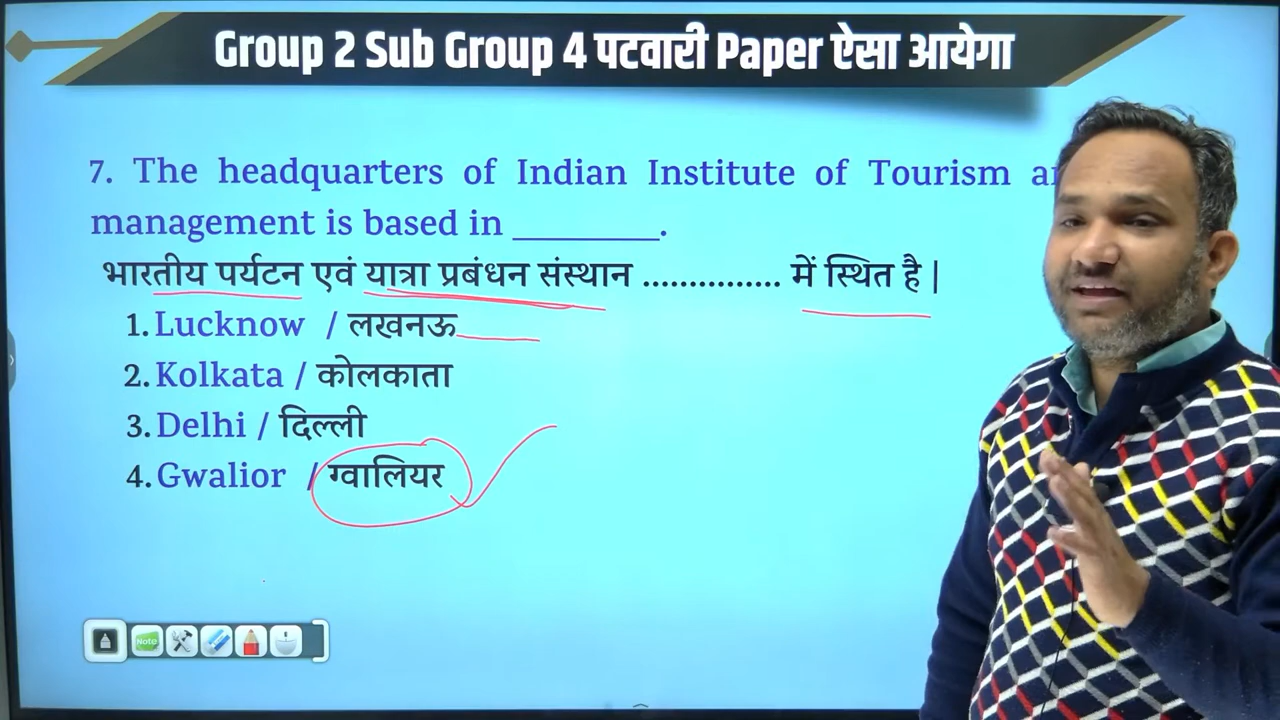 Group 2 Sub Group 4 पटवारी Paper ऐसा आयेगा
7. The headquarters of Indian Institute of Tourism
management is based in ________.
भारतीय पर्यटन एवं यात्रा प्रबंधन संस्थान ............... में स्थित है |
1. Lucknow / लखनऊ
2. Kolkata / कोलकाता
3. Delhi / दिल्ली
4. Gwalior / ग्वालियर
Note